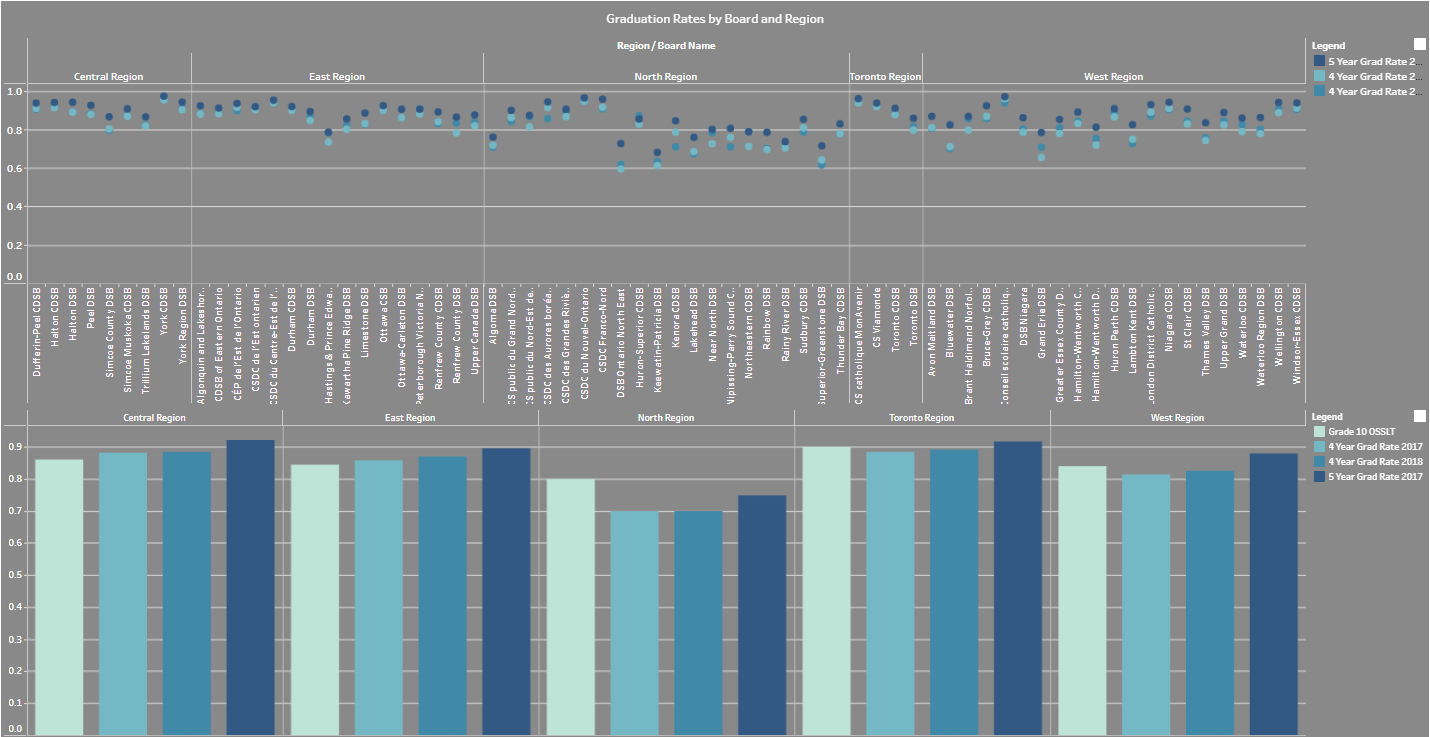 Graduation Rates by Board and Region
Region / Board Name
Central Region
East Region
North Region
Toronto Region
West Region
Legend
5 Year Grad Rate 2...
4 Year Grad Rate 2...
4 Year Grad Rate 2...
1.0
0.8
0.6
0.4
0.2
0.0
Dufferin-Peel CDSB
Halton CDSB
Halton DSB
Peel DSB
Simcoe County DSB
Simcoe Muskoka CDSB
Trillium Lakelands DSB
York CDSB
York Region DSB
Algonquin and Lakeshor..
CDSB of Eastern Ontario
CÉP de l'Est de l'Ontario
CSDC de l'est ontarien
CSDC du Centre-Est de l'..
Durham CDSB
Durham DSB
Hastings & Prince Edwa..
Kawartha Pine Ridge DSB
Limestone DSB
Ottawa CSB
Ottawa-Carleton DSB
Peterborough Victoria N..
Renfrew County CDSB
Renfrew County DSB
Upper Canada DSB
Algoma DSB
CS public du Grand Nord..
CS public du Nord-Est de..
CSDC des Aurores boréa..
CSDC des Grandes Riviè..
CSDC du Nouvel-Ontario
CSDC Franco-Nord
DSB Ontario North East
Huron-Superior CDSB
Keewatin-Patricia DSB
Kenora CDSB
Lakehead DSB
Near North DSB
Nipissing-Parry Sound C..
Northeastern CDSB
Rainbow DSB
Rainy River DSB
Sudbury CDSB
Superior-Greenstone DSB
Thunder Bay CDSB
CS catholique MonAvenir
CS Viamonde
Toronto CDSB
Toronto DSB
Avon Maitland DSB
Bluewater DSB
Brant Haldimand Norfol..
Bruce-Grey CDSB
Conseil scolaire catholiq..
DSB Niagara
Grand Erie DSB
Greater Essex County D..
Hamilton-Wentworth C..
Hamilton-Wentworth D..
Huron Perth CDSB
Lambton Kent DSB
London District Catholic..
Niagara CDSB
St Clair CDSB
Thames Valley DSB
Upper Grand DSB
Waterloo CDSB
Waterloo Region DSB
Wellington CDSB
Windsor-Essex CDSB
Central Region
East Region
North Region
Toronto Region
West Region
Legend
Grade 10 OSSLT
4 Year Grad Rate 2017
4 Year Grad Rate 2018
5 Year Grad Rate 2017
0.9
0.8
0.7
0.6
0.5
0.4
0.3
0.2
0.1
0.0